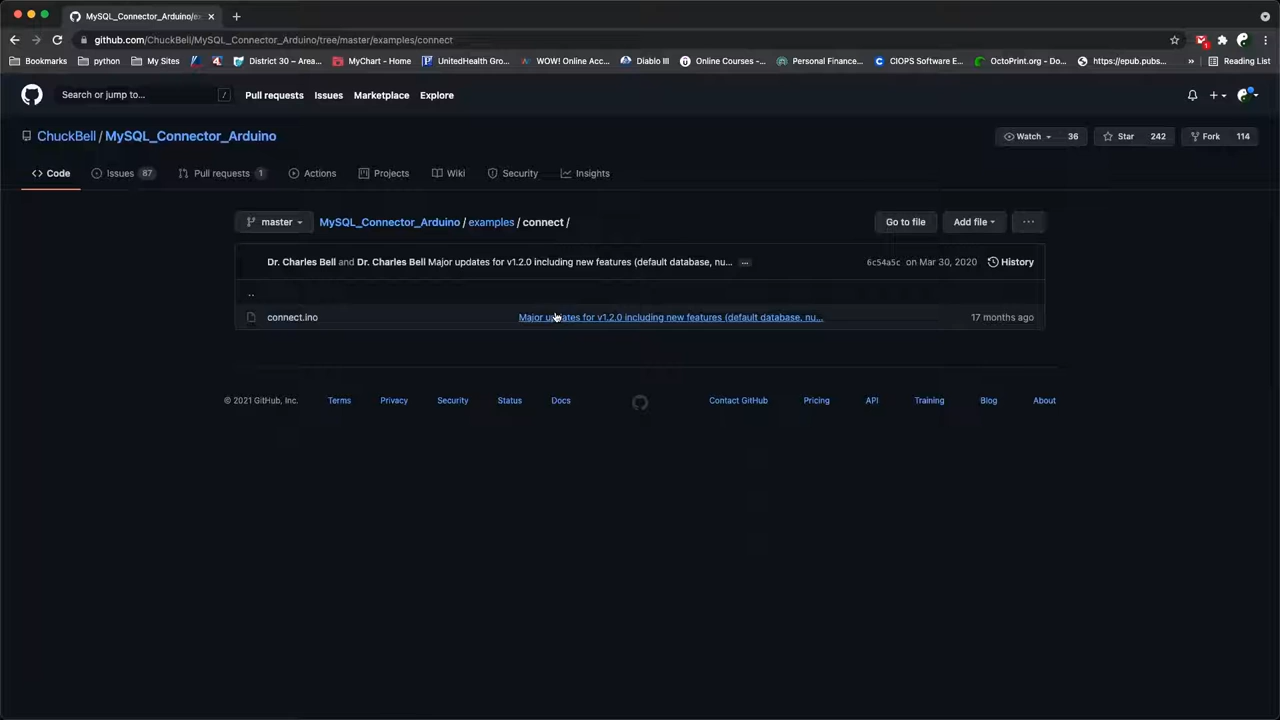 MySQL_Connector_Arduino/e
github.com/ChuckBell/MySQL_Connector_Arduino/tree/master/examples/connect
Bookmarks python My Sites District 30 – Area... MyChart - Home UnitedHealth Gro... WOW! Online Acc... Diablo III Online Courses –... Personal Finance... CIOPS Software E... OctoPrint.org - Do... https://epub.pubs... » Reading List
Search or jump to... / Pull requests Issues Marketplace Explore
ChuckBell / MySQL_Connector_Arduino Watch 36 Star 242 Fork 114
<> Code Issues 87 Pull requests 1 Actions Projects Wiki Security Insights
master MySQL_Connector_Arduino / examples / connect / Go to file Add file ...
Dr. Charles Bell and Dr. Charles Bell Major updates for v1.2.0 including new features (default database, nu... ... 6c54a5c on Mar 30, 2020 History
..
connect.ino Major updates for v1.2.0 including new features (default database, nu... 17 months ago
© 2021 GitHub, Inc. Terms Privacy Security Status Docs Contact GitHub Pricing API Training Blog About